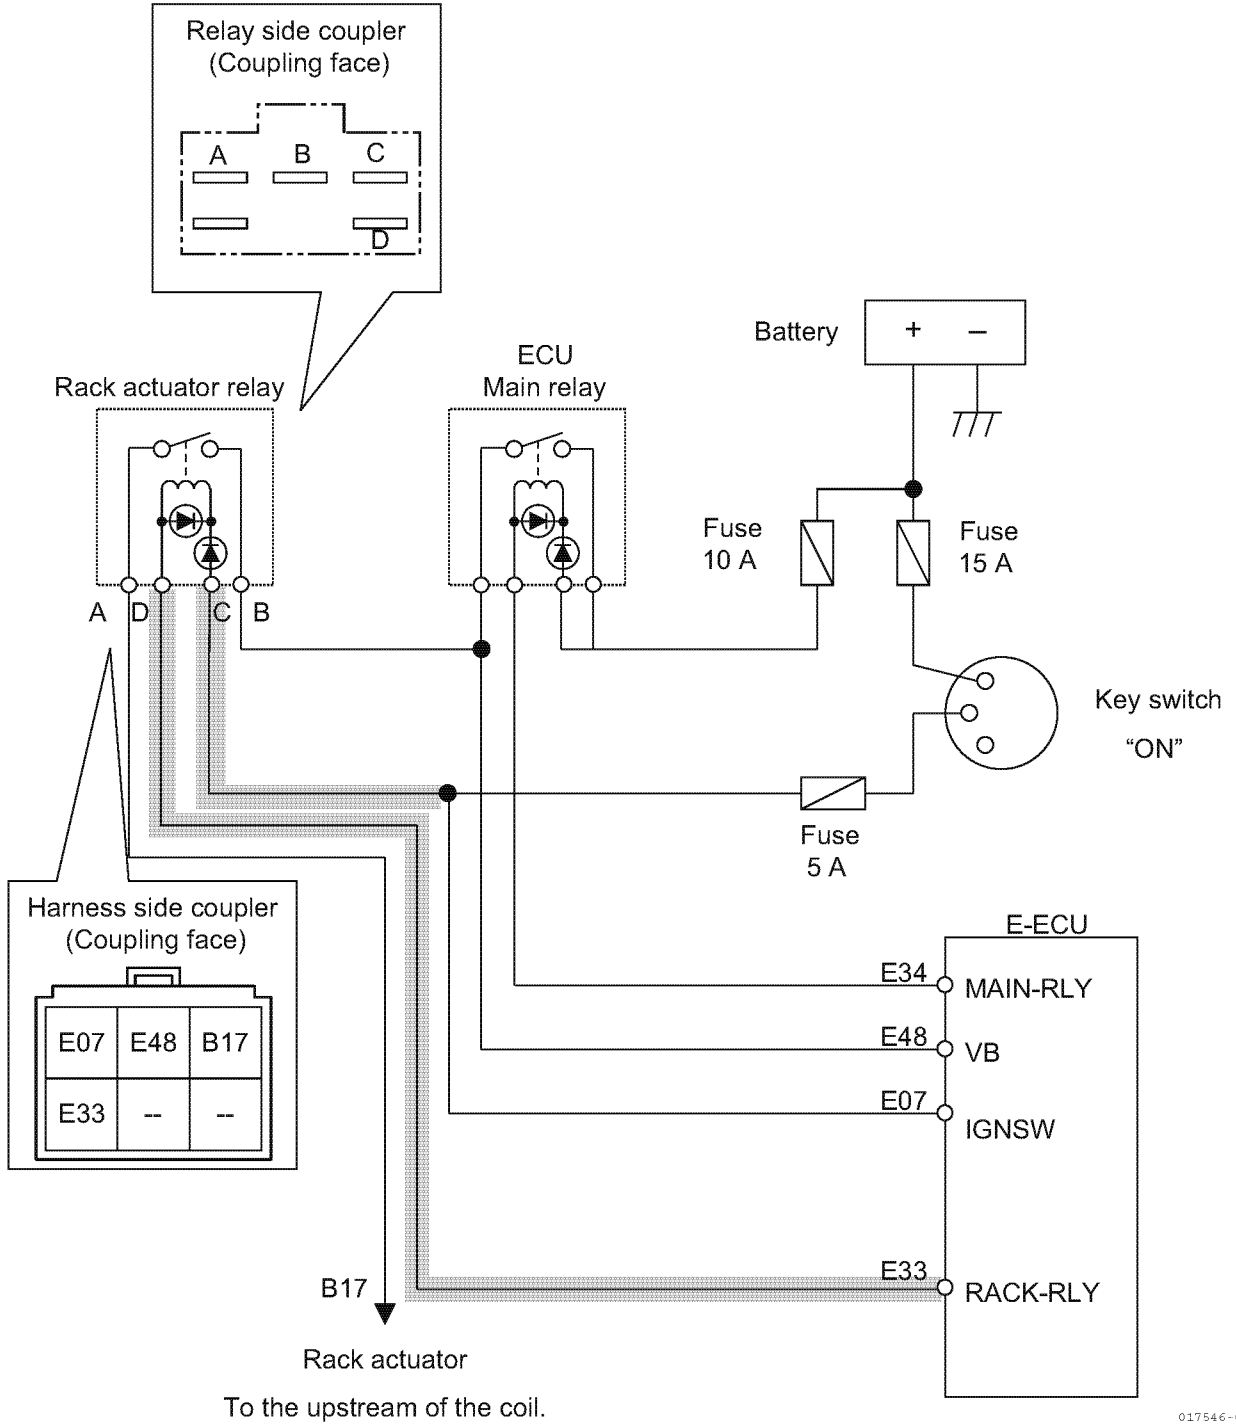 Relay side coupler
(Coupling face)
A B C
D
Battery + –
ECU
Main relay
Rack actuator relay
Fuse
10 A
Fuse
15 A
A D C B
Key switch
“ON”
Fuse
5 A
Harness side coupler
(Coupling face)
E07 E48 B17
E33 -- --
E-ECU
E34 MAIN-RLY
E48 VB
E07 IGNSW
E33 RACK-RLY
B17
Rack actuator
To the upstream of the coil.
017546-